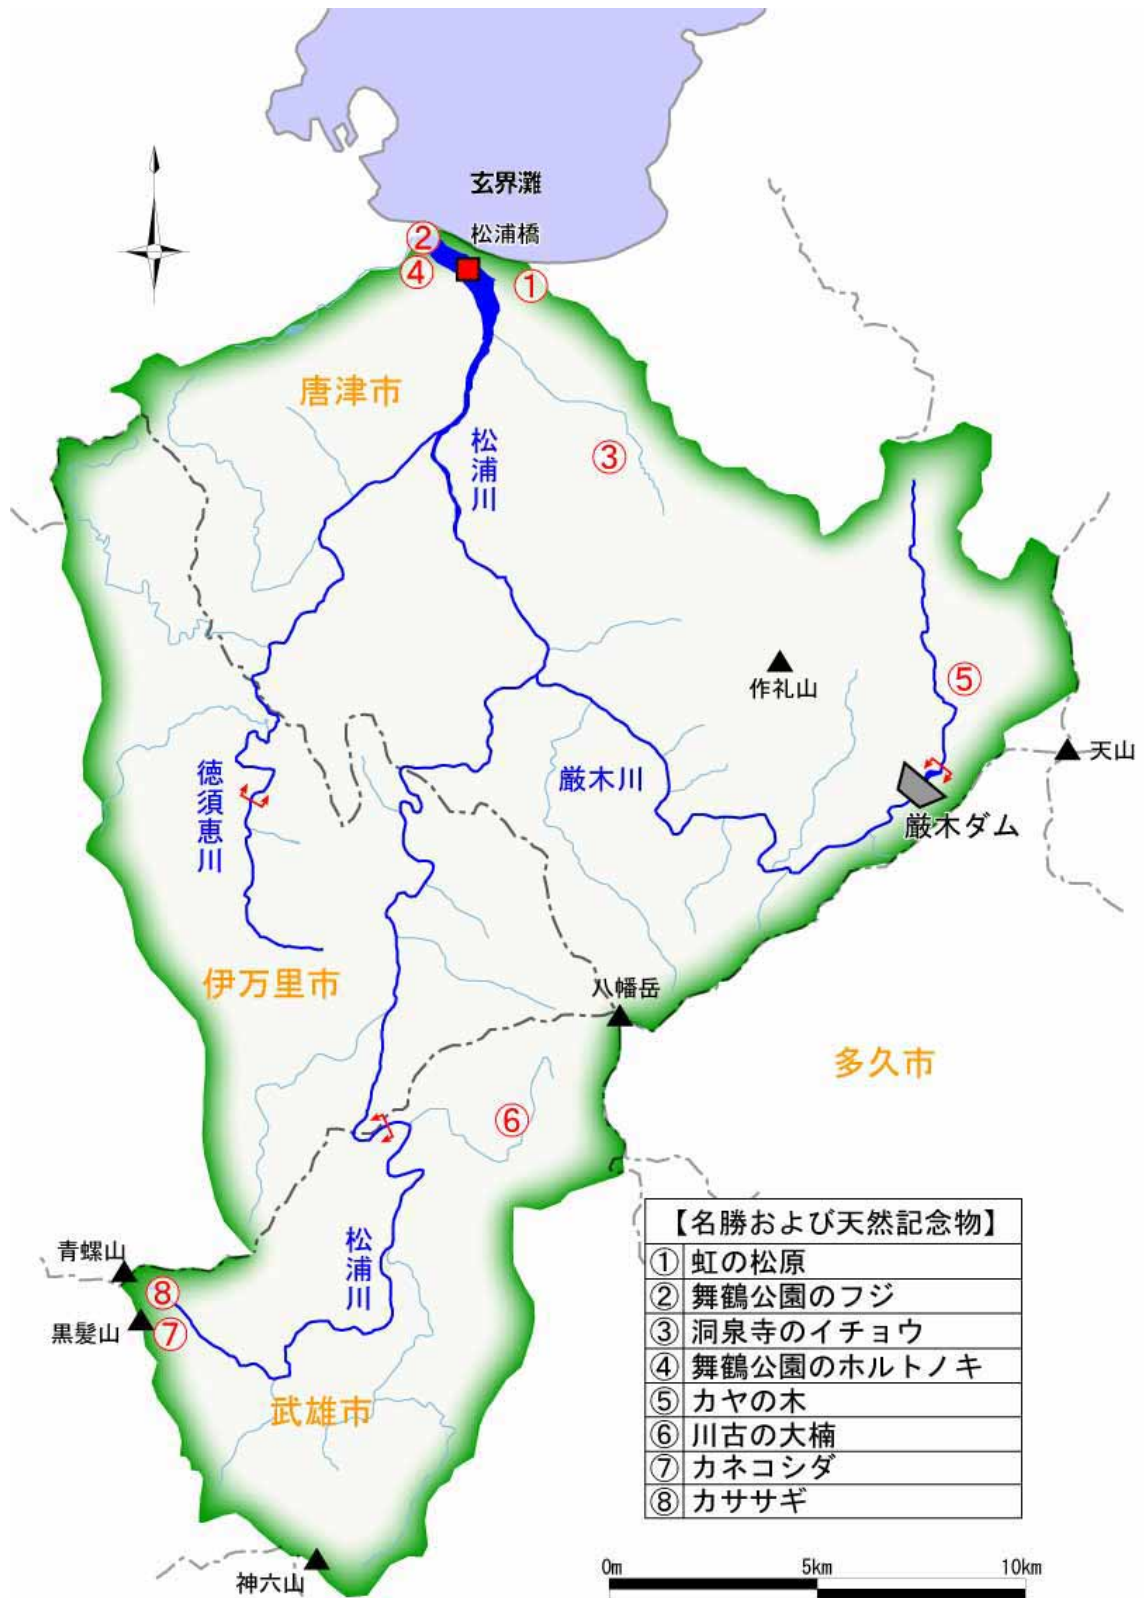 玄界灘
松浦橋
②
④
①
唐津市
松浦川
③
作礼山
⑤
天山
徳須恵川
厳木川
厳木ダム
伊万里市
八幡岳
多久市
⑥
【名勝および天然記念物】
① 虹の松原
② 舞鶴公園のフジ
③ 洞泉寺のイチョウ
④ 舞鶴公園のホルトノキ
⑤ カヤの木
⑥ 川古の大楠
⑦ カネコシダ
⑧ カササギ
松浦川
青螺山
⑧
黒髪山
⑦
武雄市
神六山
0m 5km 10km